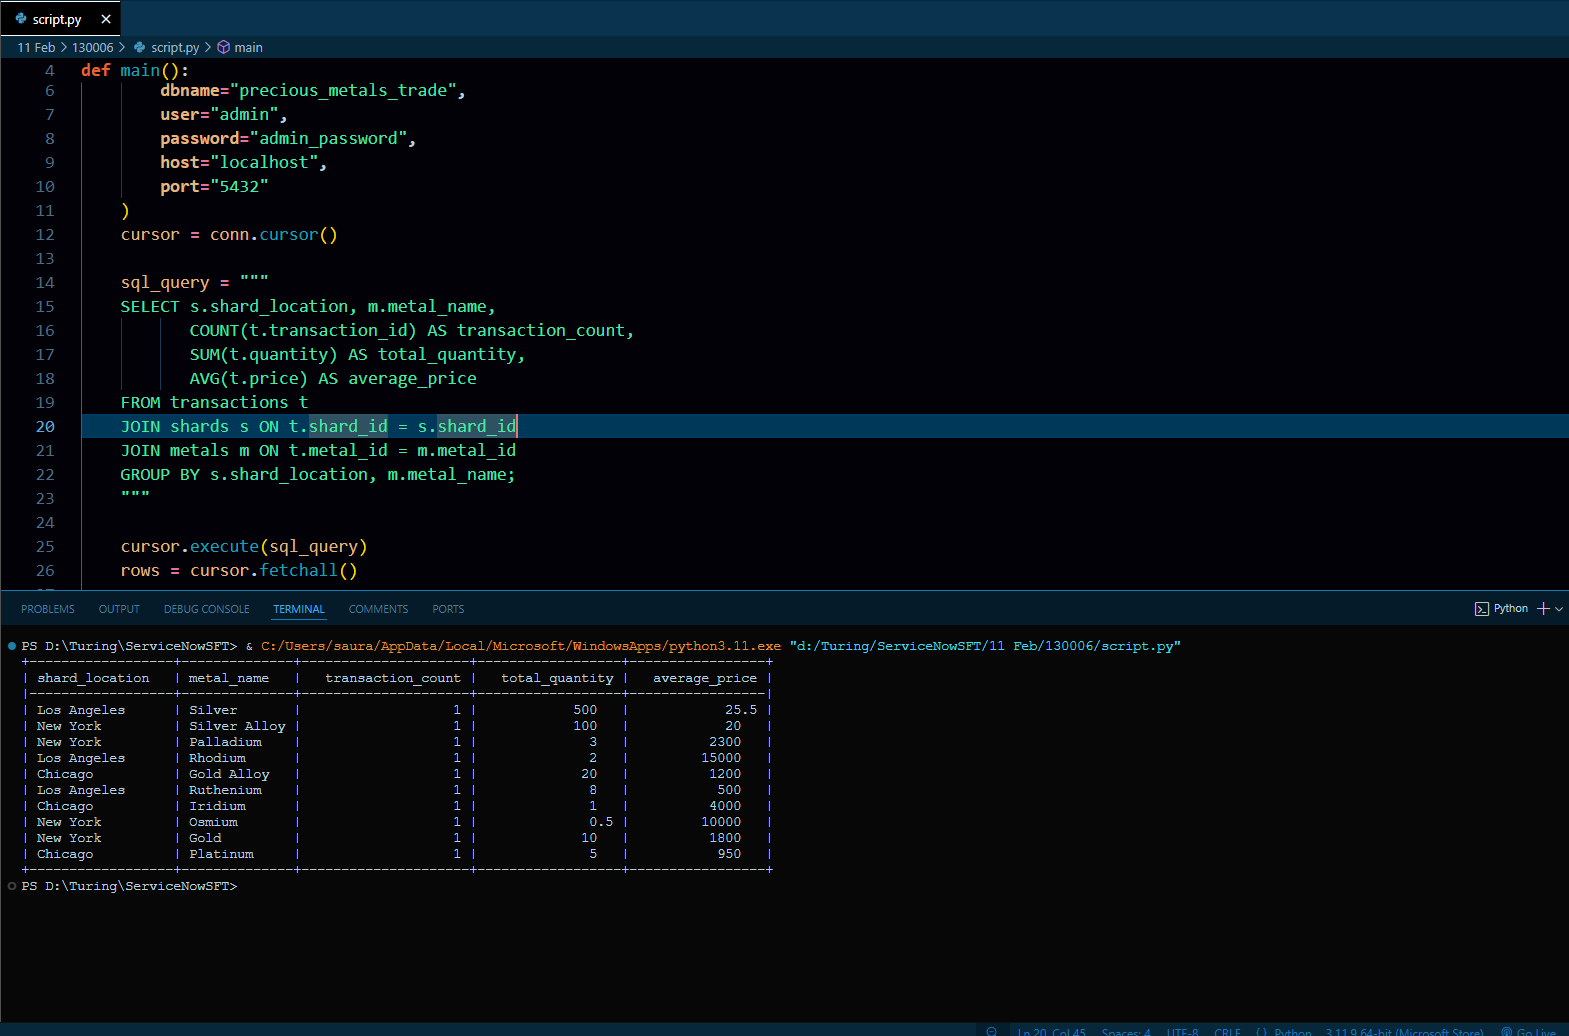 script.py
11 Feb > 130006 > script.py > main
4 def main():
6 dbname="precious_metals_trade",
7 user="admin",
8 password="admin_password",
9 host="localhost",
10 port="5432"
11 )
12 cursor = conn.cursor()
13
14 sql_query = """
15 SELECT s.shard_location, m.metal_name,
16 COUNT(t.transaction_id) AS transaction_count,
17 SUM(t.quantity) AS total_quantity,
18 AVG(t.price) AS average_price
19 FROM transactions t
20 JOIN shards s ON t.shard_id = s.shard_id
21 JOIN metals m ON t.metal_id = m.metal_id
22 GROUP BY s.shard_location, m.metal_name;
23 """
24
25 cursor.execute(sql_query)
26 rows = cursor.fetchall()
PROBLEMS OUTPUT DEBUG CONSOLE TERMINAL COMMENTS PORTS Python
PS D:\Turing\ServiceNowSFT> & C:/Users/saura/AppData/Local/Microsoft/WindowsApps/python3.11.exe "d:/Turing/ServiceNowSFT/11 Feb/130006/script.py"
+------------------+--------------+---------------------+------------------+-----------------+
| shard_location | metal_name | transaction_count | total_quantity | average_price |
|------------------+--------------+---------------------+------------------+-----------------|
| Los Angeles | Silver | 1 | 500 | 25.5 |
| New York | Silver Alloy | 1 | 100 | 20 |
| New York | Palladium | 1 | 3 | 2300 |
| Los Angeles | Rhodium | 1 | 2 | 15000 |
| Chicago | Gold Alloy | 1 | 20 | 1200 |
| Los Angeles | Ruthenium | 1 | 8 | 500 |
| Chicago | Iridium | 1 | 1 | 4000 |
| New York | Osmium | 1 | 0.5 | 10000 |
| New York | Gold | 1 | 10 | 1800 |
| Chicago | Platinum | 1 | 5 | 950 |
+------------------+--------------+---------------------+------------------+-----------------+
PS D:\Turing\ServiceNowSFT>
Ln 20, Col 45 Spaces: 4 UTF-8 CRLF {} Python 3.11.9 64-bit (Microsoft Store) Go Live